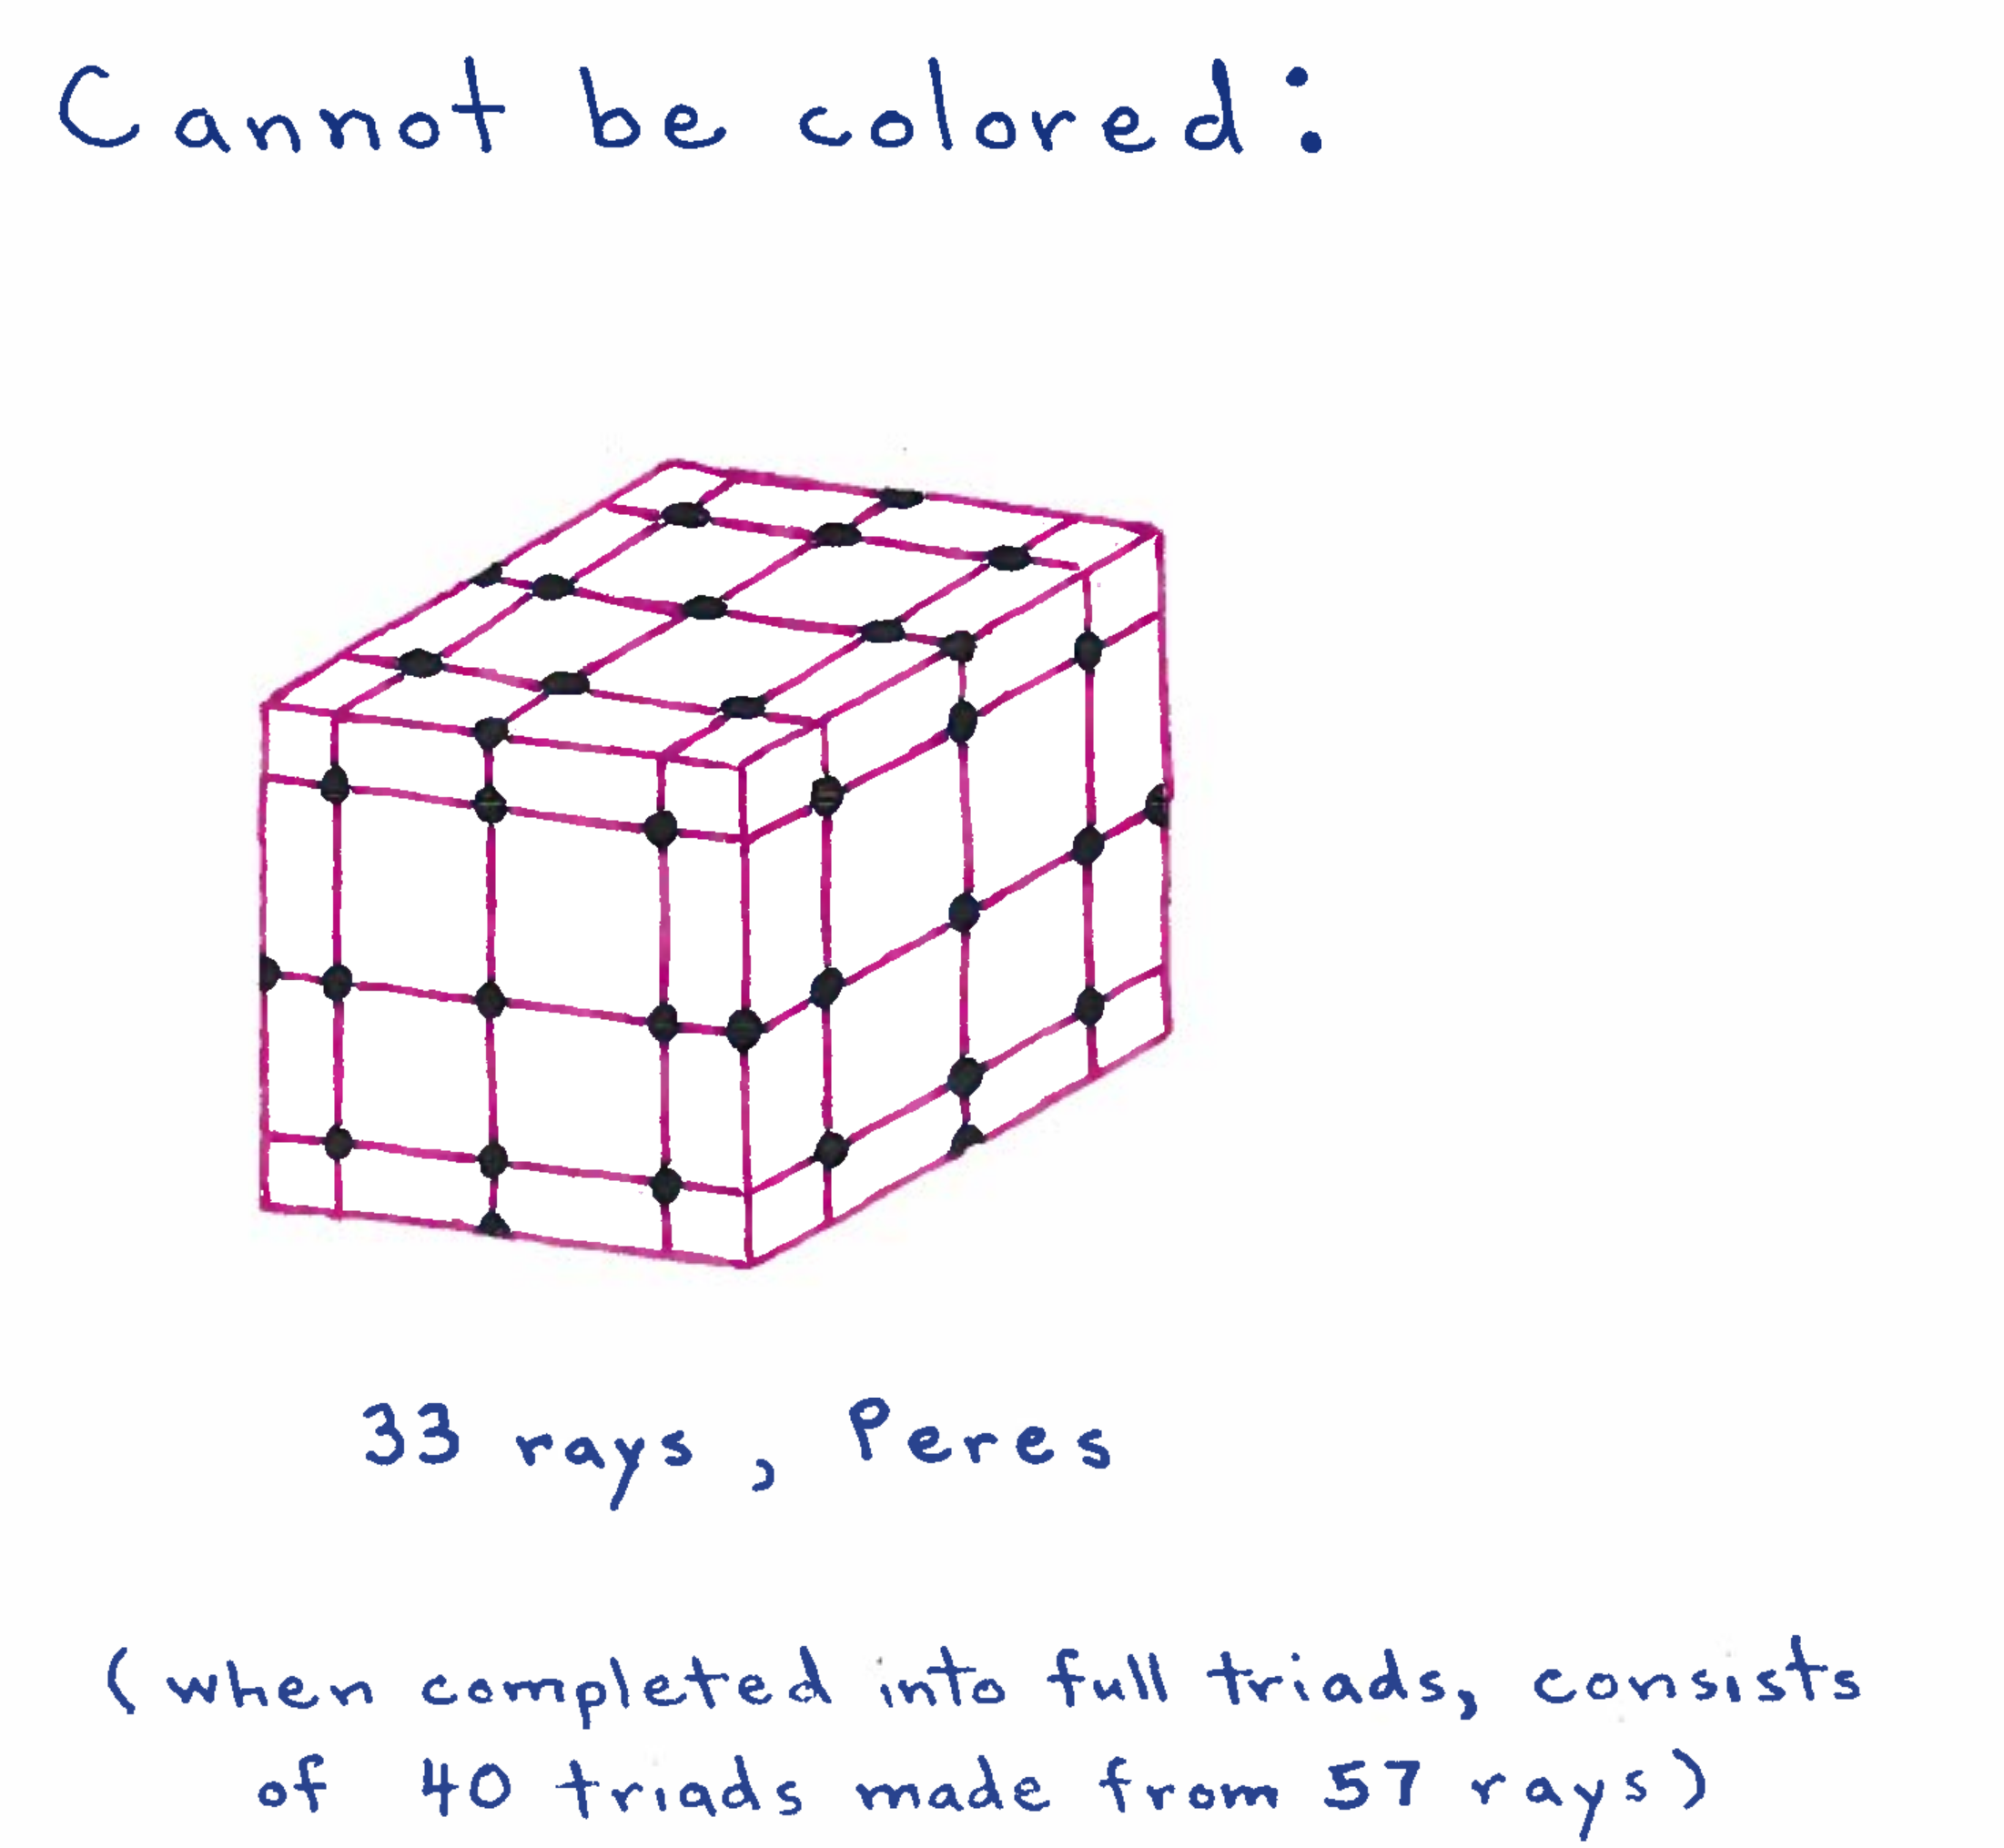 Cannot be colored:
33 rays, Peres
(when completed into full triads, consists
of 40 triads made from 57 rays)